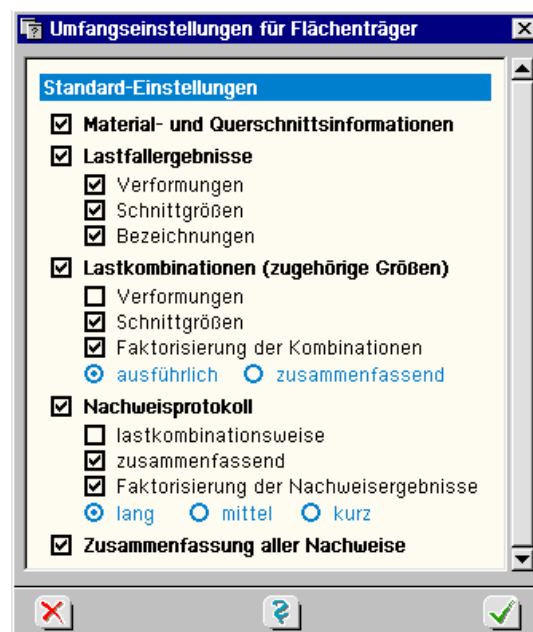 Umfangseinstellungen für Flächenträger
Standard-Einstellungen
Material- und Querschnittsinformationen
Lastfallergebnisse
Verformungen
Schnittgrößen
Bezeichnungen
Lastkombinationen (zugehörige Größen)
Verformungen
Schnittgrößen
Faktorisierung der Kombinationen
ausführlich zusammenfassend
Nachweisprotokoll
lastkombinationsweise
zusammenfassend
Faktorisierung der Nachweisergebnisse
lang mittel kurz
Zusammenfassung aller Nachweise